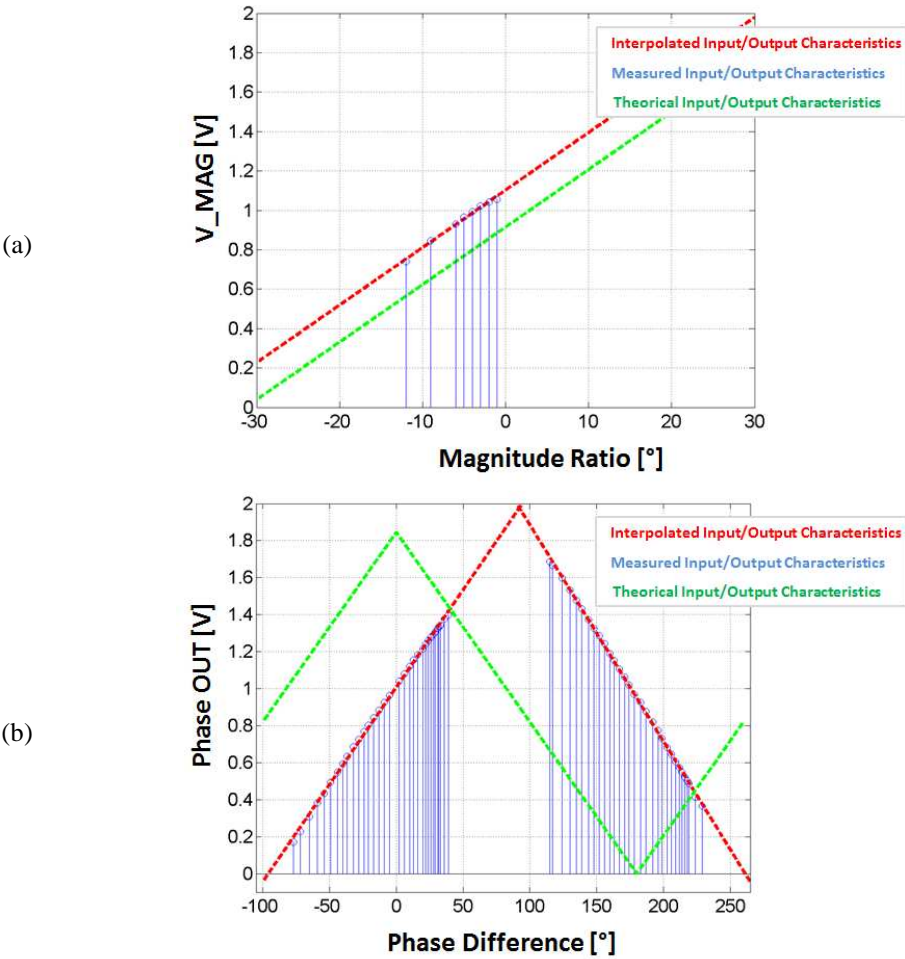 (a)
V_MAG [V]
2
1.8
1.6
1.4
1.2
1
0.8
0.6
0.4
0.2
0
-30 -20 -10 0 10 20 30
Magnitude Ratio [°]
Interpolated Input/Output Characteristics
Measured Input/Output Characteristics
Theorical Input/Output Characteristics
(b)
Phase OUT [V]
2
1.8
1.6
1.4
1.2
1
0.8
0.6
0.4
0.2
0
-100 -50 0 50 100 150 200 250
Phase Difference [°]
Interpolated Input/Output Characteristics
Measured Input/Output Characteristics
Theorical Input/Output Characteristics